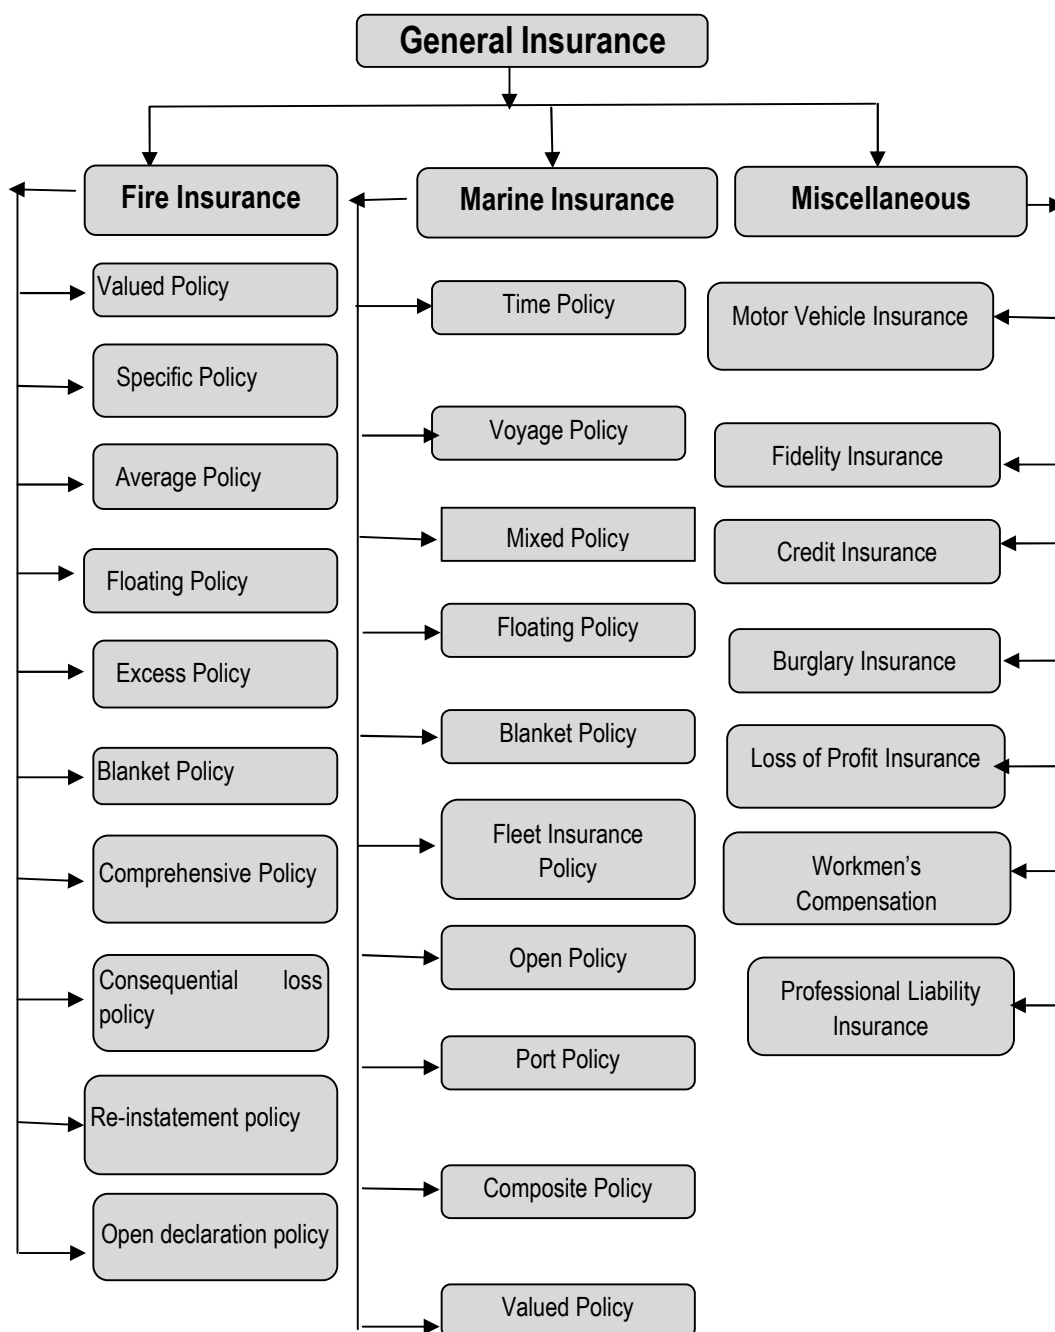 General Insurance
Fire Insurance
Valued Policy
Specific Policy
Average Policy
Floating Policy
Excess Policy
Blanket Policy
Comprehensive Policy
Consequential loss
policy
Re-instatement policy
Open declaration policy
Marine Insurance
Time Policy
Voyage Policy
Mixed Policy
Floating Policy
Blanket Policy
Fleet Insurance
Policy
Open Policy
Port Policy
Composite Policy
Valued Policy
Miscellaneous
Motor Vehicle Insurance
Fidelity Insurance
Credit Insurance
Burglary Insurance
Loss of Profit Insurance
Workmen’s
Compensation
Professional Liability
Insurance